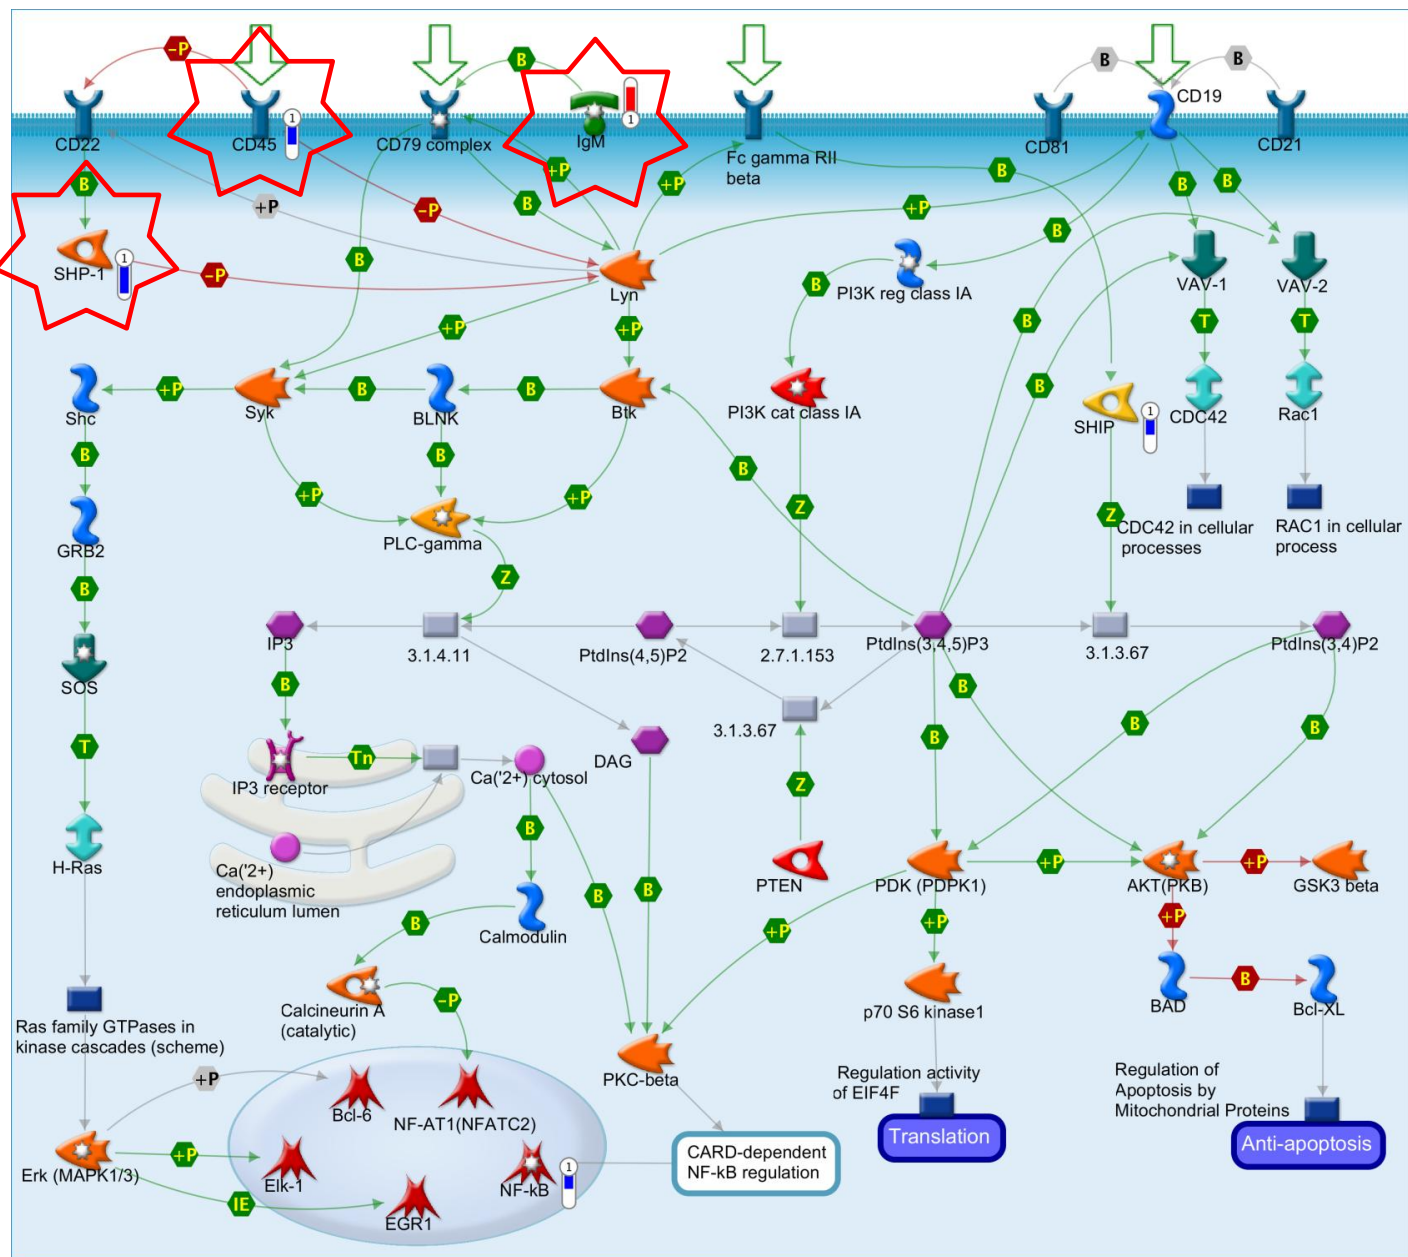 -P
B
B
B
CD19
1
1
CD22
CD45
CD79 complex
IgM
Fc gamma RII
beta
CD81
CD21
B
+P
-P
+P
B
+P
+P
B
B
B
B
1
SHP-1
-P
B
Lyn
B
PI3K reg class IA
VAV-1
VAV-2
+P
+P
B
T
T
Shc
+P
Syk
B
BLNK
B
Btk
PI3K cat class IA
B
SHIP
1
CDC42
Rac1
B
B
B
+P
+P
Z
Z
GRB2
PLC-gamma
CDC42 in cellular
processes
RAC1 in cellular
process
B
Z
IP3
3.1.4.11
PtdIns(4,5)P2
2.7.1.153
PtdIns(3,4,5)P3
3.1.3.67
PtdIns(3,4)P2
SOS
B
B
3.1.3.67
B
B
B
T
Tn
IP3 receptor
Ca('2+) cytosol
DAG
Z
B
H-Ras
Ca('2+)
endoplasmic
reticulum lumen
PTEN
PDK (PDPK1)
+P
AKT(PKB)
+P
GSK3 beta
B
B
B
Calmodulin
+P
+P
+P
Calcineurin A
(catalytic)
-P
p70 S6 kinase1
BAD
B
Bcl-XL
Ras family GTPases in
kinase cascades (scheme)
PKC-beta
Regulation activity
of EIF4F
Regulation of
Apoptosis by
Mitochondrial Proteins
+P
Bcl-6
NF-AT1(NFATC2)
Translation
Anti-apoptosis
Erk (MAPK1/3)
+P
Elk-1
NF-kB
1
CARD-dependent
NF-kB regulation
IE
EGR1